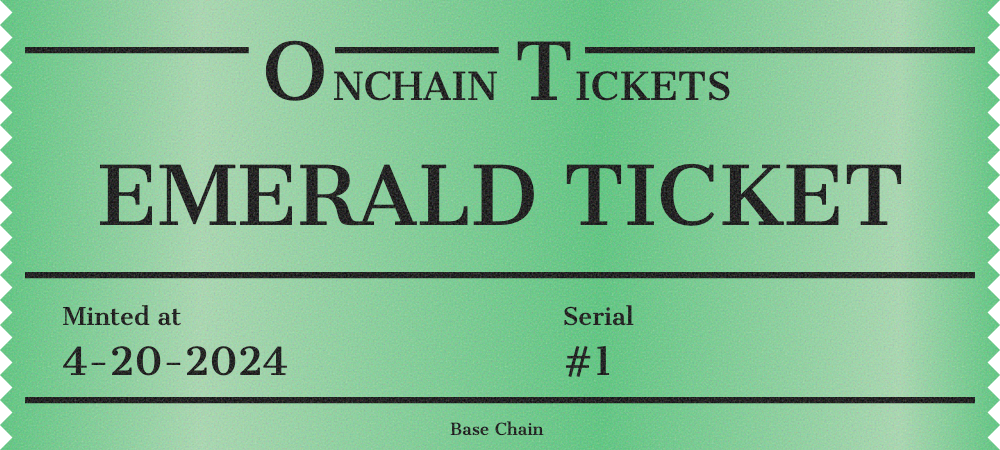 Onchain Tickets
EMERALD TICKET
Minted at
Serial
4-20-2024
#1
Base Chain